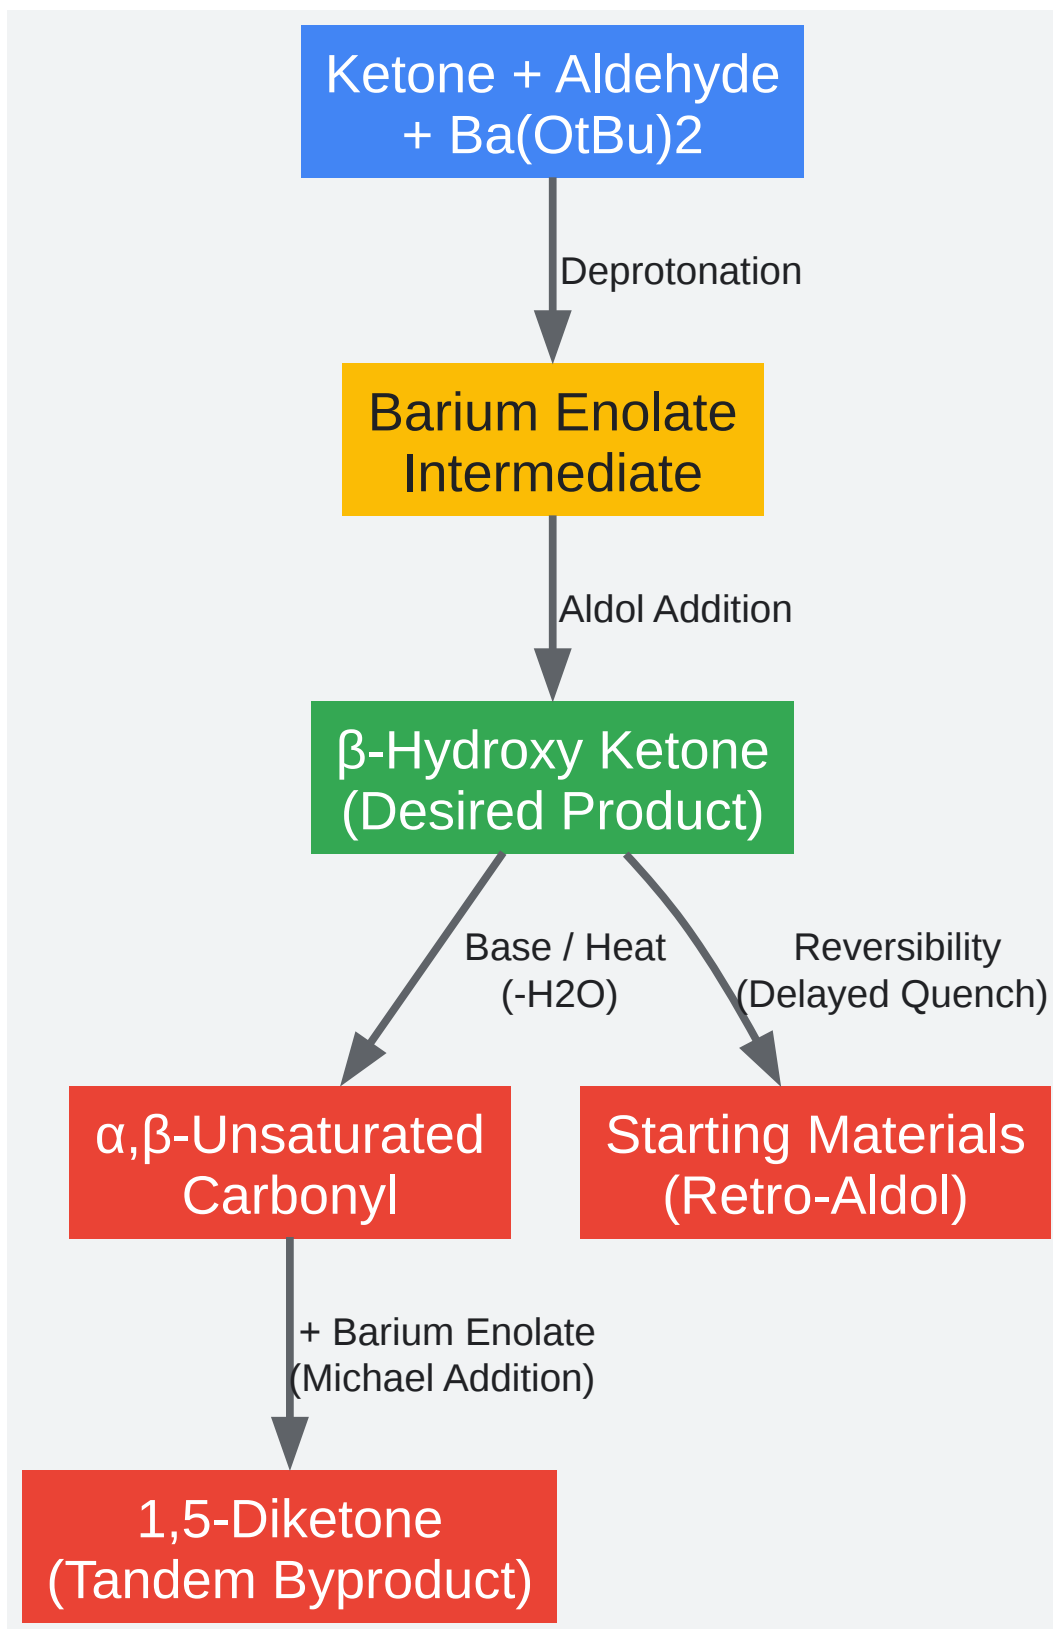 Ketone + Aldehyde
+ Ba(OtBu)2
Deprotonation
Barium Enolate
Intermediate
Aldol Addition
β-Hydroxy Ketone
(Desired Product)
Base / Heat
(-H2O)
Reversibility
(Delayed Quench)
α,β-Unsaturated
Carbonyl
Starting Materials
(Retro-Aldol)
+ Barium Enolate
(Michael Addition)
1,5-Diketone
(Tandem Byproduct)